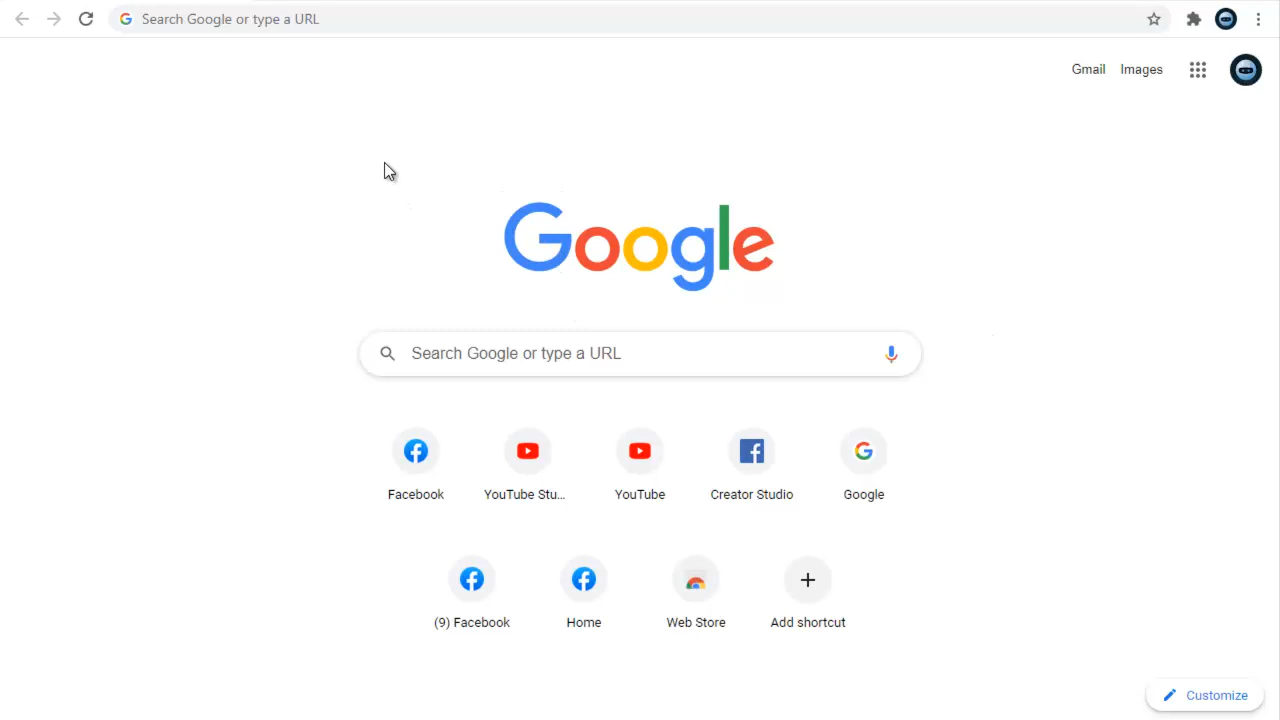 Search Google or type a URL
Gmail Images
Google
Search Google or type a URL
Facebook YouTube Stu... YouTube Creator Studio Google
(9) Facebook Home Web Store Add shortcut
Customize